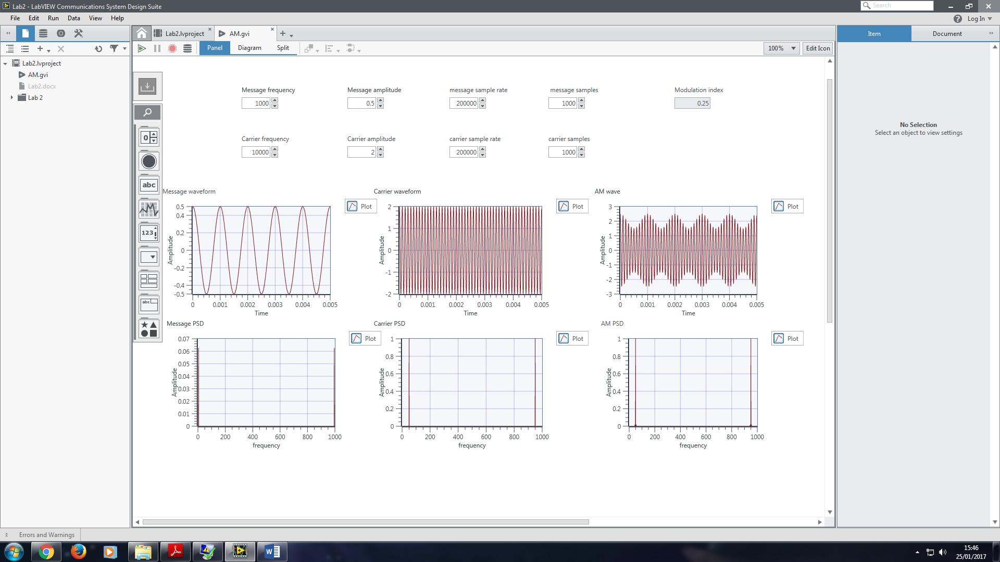 Lab2 - LabVIEW Communications System Design Suite
Search
File Edit Run Data View Help
? Log In
Lab2.lvproject
AM.gvi
Item
Document
Panel
Diagram
Split
100%
Edit Icon
Lab2.lvproject
AM.gvi
Lab2.docx
Lab 2
No Selection
Select an object to view settings
0
abc
123
abc
Message frequency
1000
Message amplitude
0.5
message sample rate
200000
message samples
1000
Modulation index
0.25
Carrier frequency
10000
Carrier amplitude
2
carrier sample rate
200000
carrier samples
1000
Message waveform
Plot
Amplitude
0.5
0.4
0.2
0
-0.2
-0.4
-0.5
0 0.001 0.002 0.003 0.004 0.005
Time
Carrier waveform
Plot
Amplitude
2
1
0
-1
-2
0 0.001 0.002 0.003 0.004 0.005
Time
AM wave
Plot
Amplitude
3
2
1
0
-1
-2
-3
0 0.001 0.002 0.003 0.004 0.005
Time
Message PSD
Plot
Amplitude
0.07
0.06
0.05
0.04
0.03
0.02
0.01
0
0 200 400 600 800 1000
frequency
Carrier PSD
Plot
Amplitude
1
0.8
0.6
0.4
0.2
0
0 200 400 600 800 1000
frequency
AM PSD
Plot
Amplitude
1
0.8
0.6
0.4
0.2
0
0 200 400 600 800 1000
frequency
Errors and Warnings
15:46
25/01/2017